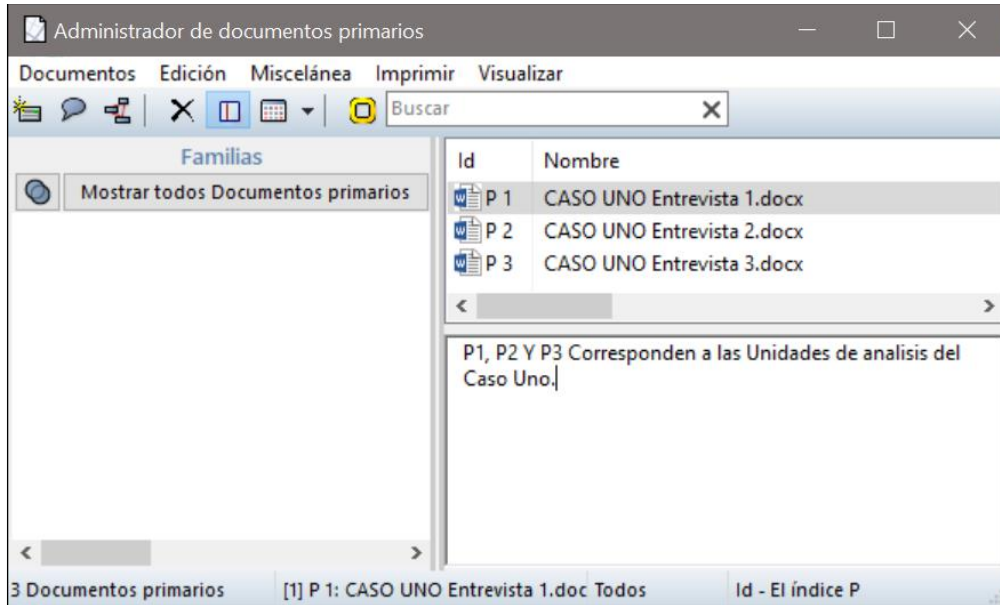 Administrador de documentos primarios
Documentos Edición Miscelánea Imprimir Visualizar
Buscar
Familias
Mostrar todos Documentos primarios
Id Nombre
P 1 CASO UNO Entrevista 1.docx
P 2 CASO UNO Entrevista 2.docx
P 3 CASO UNO Entrevista 3.docx
P1, P2 Y P3 Corresponden a las Unidades de analisis del
Caso Uno.
3 Documentos primarios [1] P 1: CASO UNO Entrevista 1.doc Todos Id - El índice P